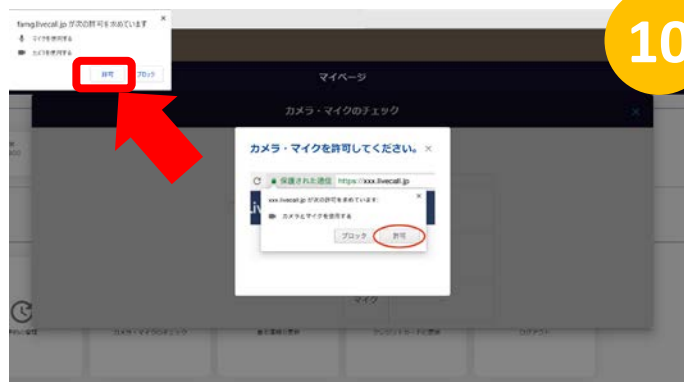 famg.livecall.jp が次の許可を求めています
×
マイクを使用する
カメラを使用する
許可
ブロック
10
マイページ
カメラ・マイクのチェック
×
カメラ・マイクを許可してください。
×
保護された通信
https://xxx.livecall.jp
xxx.livecall.jp が次の許可を求めています:
×
カメラとマイクを使用する
ブロック
許可
マイク
カメラ・マイクのチェック
ログアウト